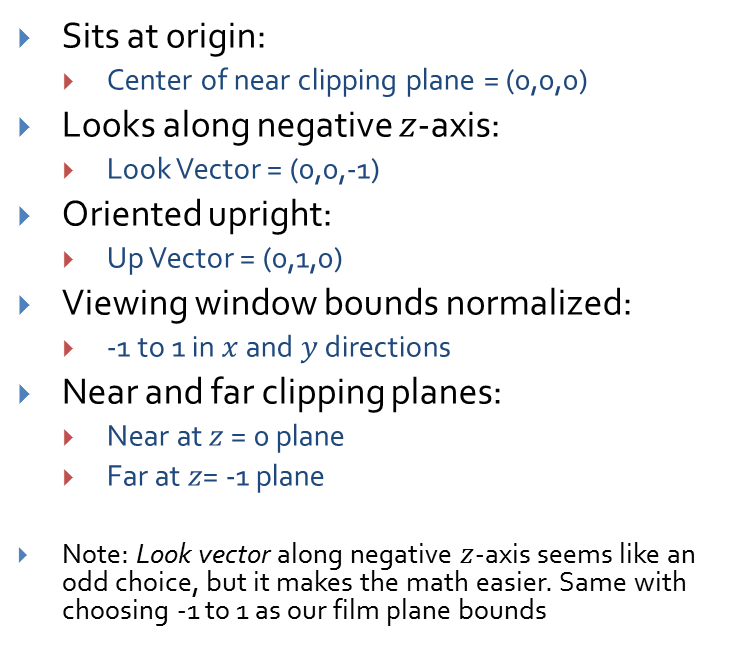 Sits at origin:
Center of near clipping plane = (0,0,0)
Looks along negative z-axis:
Look Vector = (0,0,-1)
Oriented upright:
Up Vector = (0,1,0)
Viewing window bounds normalized:
-1 to 1 in x and y directions
Near and far clipping planes:
Near at z = 0 plane
Far at z= -1 plane
Note: Look vector along negative z-axis seems like an
odd choice, but it makes the math easier. Same with
choosing -1 to 1 as our film plane bounds